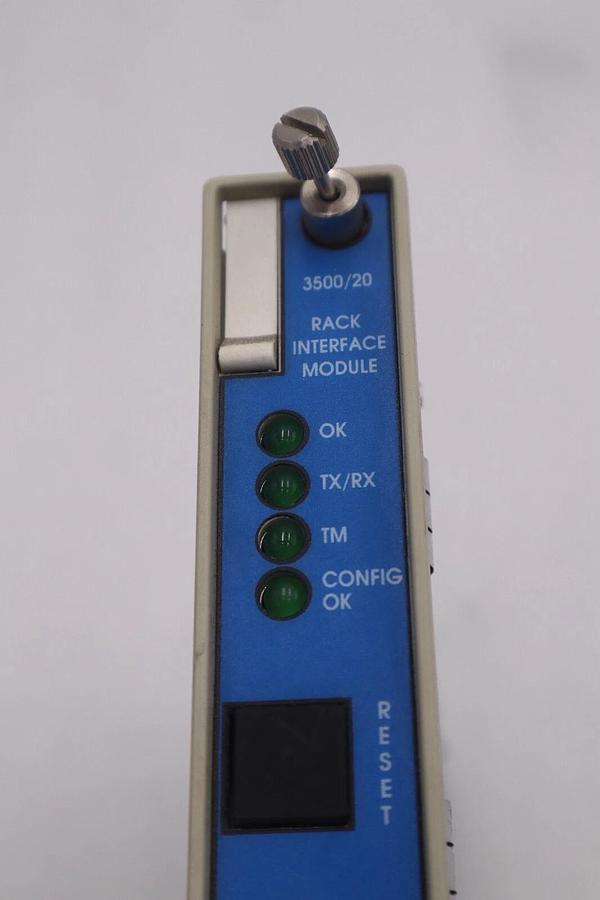 3500/20
RACK
INTERFACE
MODULE
OK
TX/RX
TM
CONFIG
OK
RESET